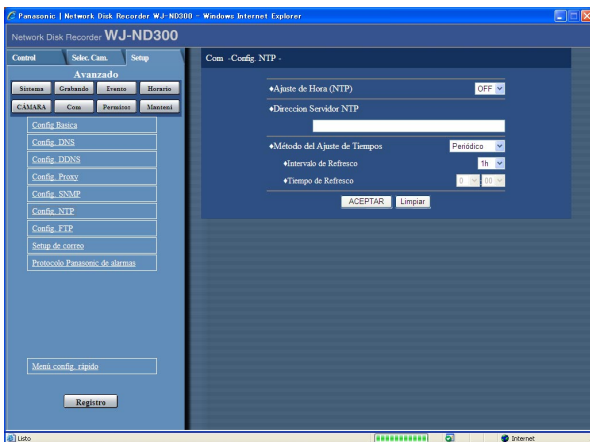 Panasonic | Network Disk Recorder WJ-ND300 - Windows Internet Explorer
Network Disk Recorder WJ-ND300
Control Selec. Cam. Setup
Avanzado
Sistema Grabando Evento Horario
CÁMARA Com Permisos Manteni
Config Basica
Config. DNS
Config. DDNS
Config. Proxy
Config. SNMP
Config. NTP
Config. FTP
Setup de correo
Protocolo Panasonic de alarmas
Menú config. rápido
Registro
Com -Config. NTP -
♦Ajuste de Hora (NTP) OFF
♦Direccion Servidor NTP
♦Método del Ajuste de Tiempos Periódico
♦Intervalo de Refresco 1h
♦Tiempo de Refresco 0 : 00
ACEPTAR Limpiar
Listo Internet